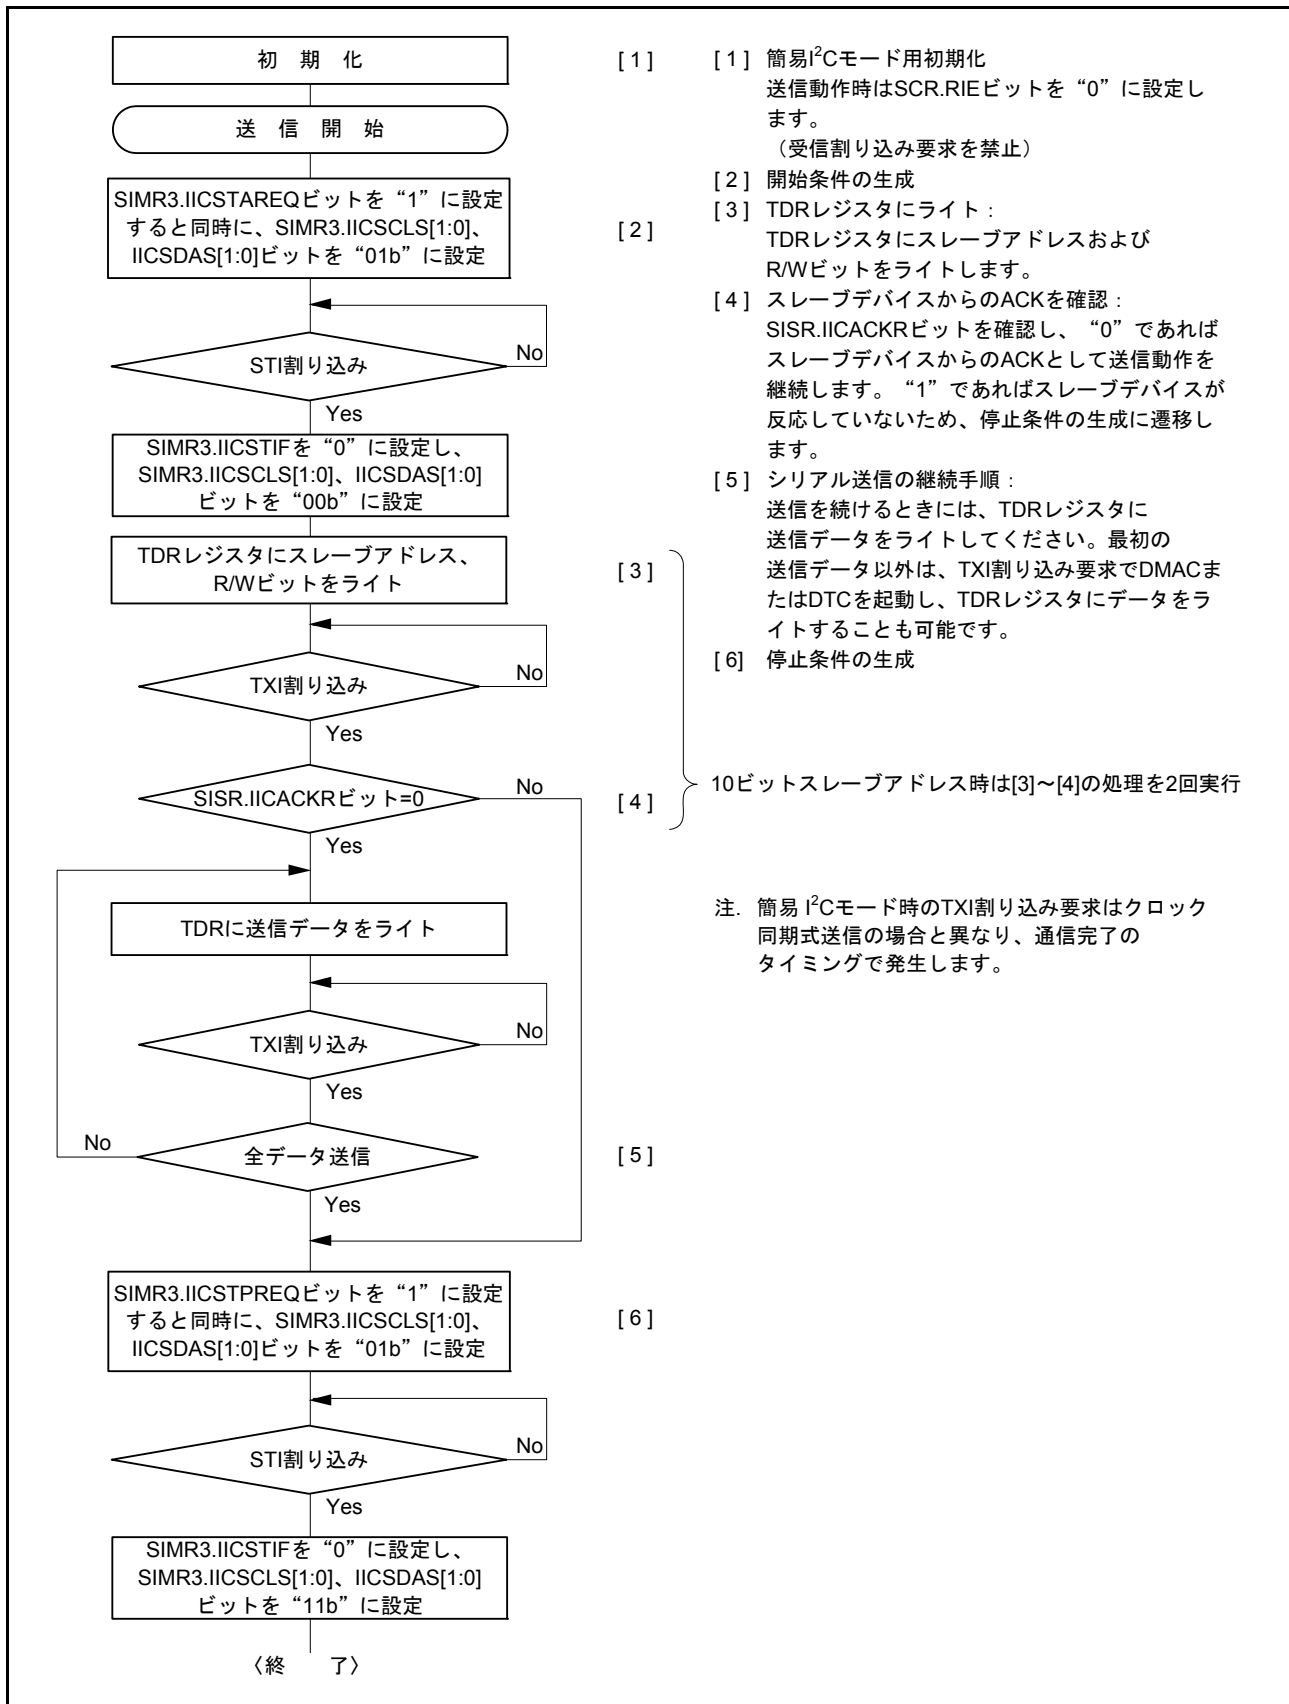 初 期 化
[1]
送 信 開 始
SIMR3.IICSTAREQビットを“1”に設定
すると同時に、SIMR3.IICSCLS[1:0]、
IICSDAS[1:0]ビットを“01b”に設定
[2]
STI割り込み
No
Yes
SIMR3.IICSTIFを“0”に設定し、
SIMR3.IICSCLS[1:0]、IICSDAS[1:0]
ビットを“00b”に設定
TDRレジスタにスレーブアドレス、
R/Wビットをライト
[3]
TXI割り込み
No
Yes
SISR.IICACKRビット=0
No
[4]
Yes
TDRに送信データをライト
TXI割り込み
No
Yes
No
全データ送信
[5]
Yes
SIMR3.IICSTPREQビットを“1”に設定
すると同時に、SIMR3.IICSCLS[1:0]、
IICSDAS[1:0]ビットを“01b”に設定
[6]
STI割り込み
No
Yes
SIMR3.IICSTIFを“0”に設定し、
SIMR3.IICSCLS[1:0]、IICSDAS[1:0]
ビットを“11b”に設定
〈終 了〉
[1] 簡易I²Cモード用初期化
送信動作時はSCR.RIEビットを“0”に設定し
ます。
（受信割り込み要求を禁止）
[2] 開始条件の生成
[3] TDRレジスタにライト：
TDRレジスタにスレーブアドレスおよび
R/Wビットをライトします。
[4] スレーブデバイスからのACKを確認：
SISR.IICACKRビットを確認し、“0”であれば
スレーブデバイスからのACKとして送信動作を
継続します。“1”であればスレーブデバイスが
反応していないため、停止条件の生成に遷移し
ます。
[5] シリアル送信の継続手順：
送信を続けるときには、TDRレジスタに
送信データをライトしてください。最初の
送信データ以外は、TXI割り込み要求でDMACま
たはDTCを起動し、TDRレジスタにデータをラ
イトすることも可能です。
[6] 停止条件の生成
10ビットスレーブアドレス時は[3]～[4]の処理を2回実行
注. 簡易 I²Cモード時のTXI割り込み要求はクロック
同期式送信の場合と異なり、通信完了の
タイミングで発生します。